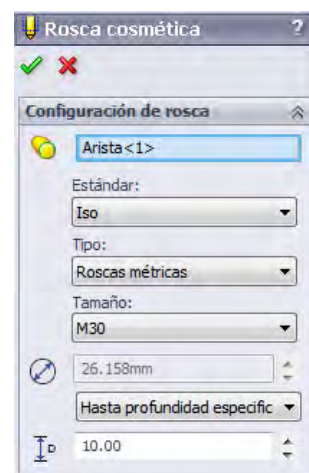 Rosca cosmética ?
Configuración de rosca
Arista<1>
Estándar:
Iso
Tipo:
Roscas métricas
Tamaño:
M30
26.158mm
Hasta profundidad especific
D 10.00